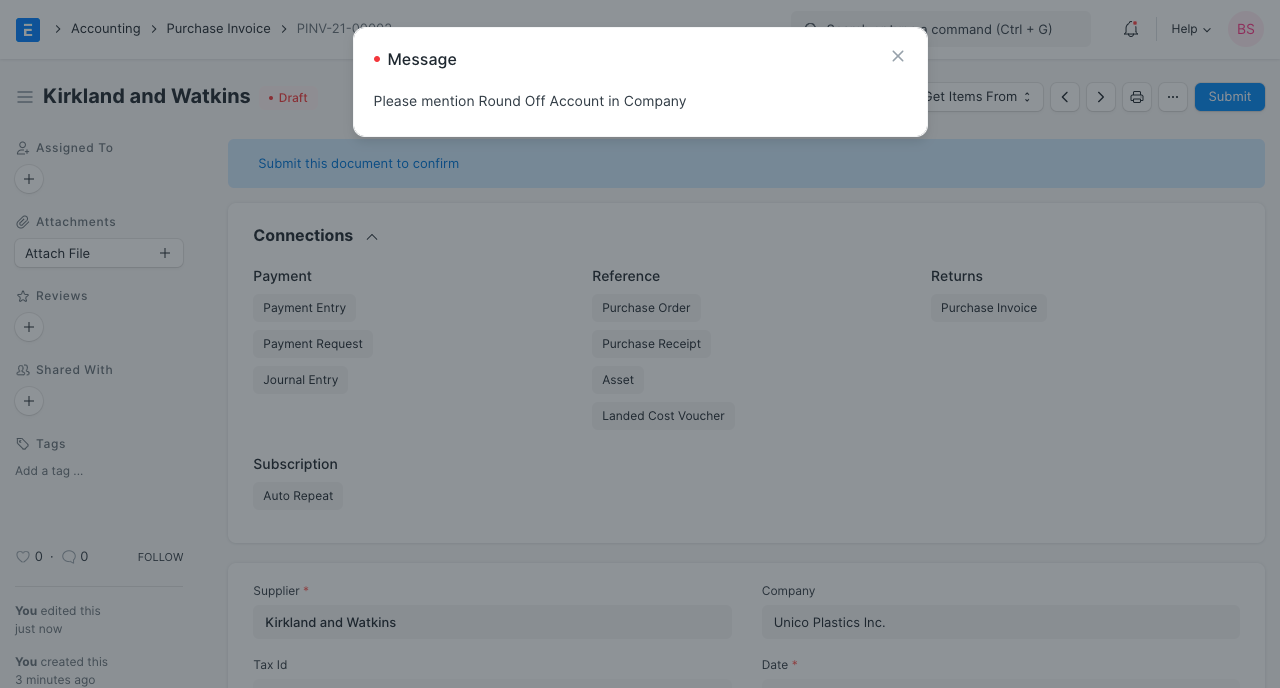 E
Accounting
Purchase Invoice
command (Ctrl + G)
Help
BS
Message
Please mention Round Off Account in Company
Kirkland and Watkins
Draft
Get Items From
Submit
Submit this document to confirm
Assigned To
Attachments
Attach File
Reviews
Shared With
Tags
Add a tag ...
0 · 0 FOLLOW
You edited this
just now
You created this
3 minutes ago
Connections
Payment
Payment Entry
Payment Request
Journal Entry
Reference
Purchase Order
Purchase Receipt
Asset
Landed Cost Voucher
Returns
Purchase Invoice
Subscription
Auto Repeat
Supplier *
Kirkland and Watkins
Company
Unico Plastics Inc.
Tax Id
Date *